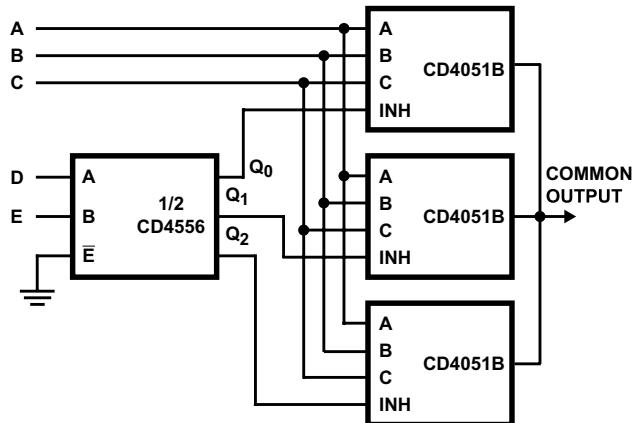 A
B
C
D
E
A
B
E̅
1/2
CD4556
Q0
Q1
Q2
A
B
C
INH
CD4051B
A
B
C
INH
CD4051B
A
B
C
INH
CD4051B
COMMON
OUTPUT